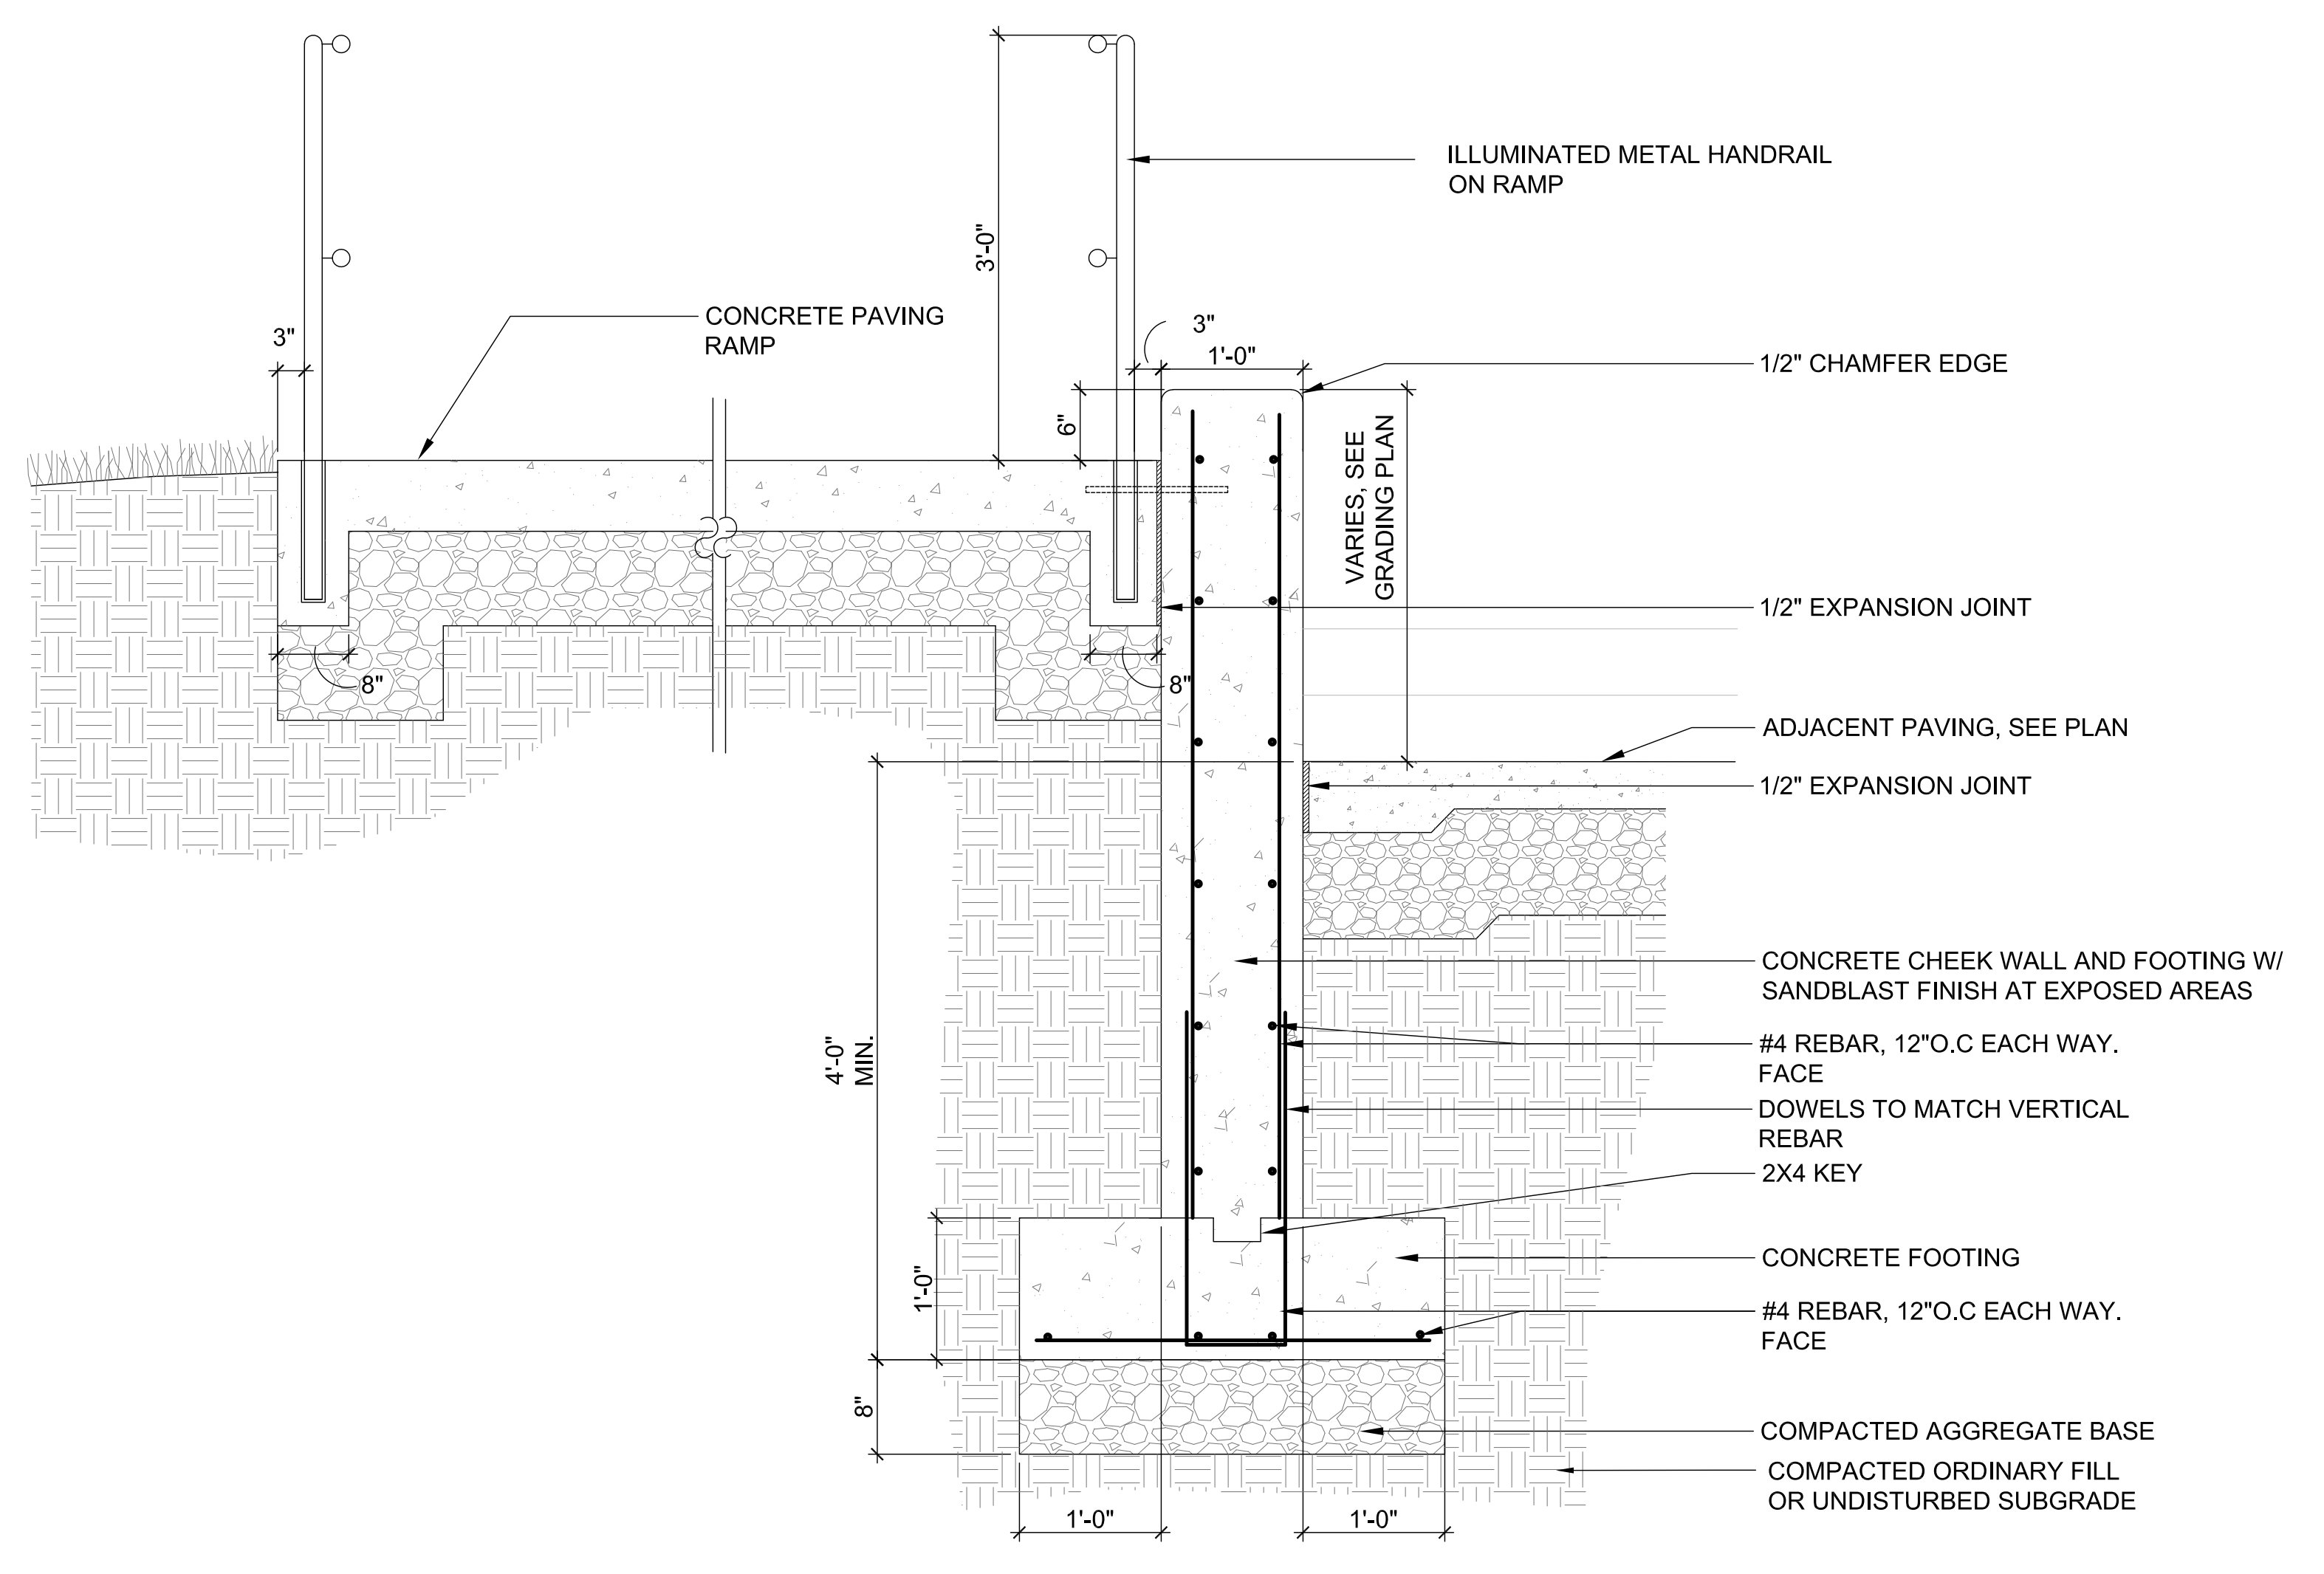 ILLUMINATED METAL HANDRAIL
ON RAMP
3'-0"
CONCRETE PAVING
RAMP
3"
3"
1'-0"
1/2" CHAMFER EDGE
6"
VARIES, SEE
GRADING PLAN
1/2" EXPANSION JOINT
8"
8"
ADJACENT PAVING, SEE PLAN
1/2" EXPANSION JOINT
CONCRETE CHEEK WALL AND FOOTING W/
SANDBLAST FINISH AT EXPOSED AREAS
4'-0"
MIN.
#4 REBAR, 12"O.C EACH WAY.
FACE
DOWELS TO MATCH VERTICAL
REBAR
2X4 KEY
CONCRETE FOOTING
1'-0"
#4 REBAR, 12"O.C EACH WAY.
FACE
8"
COMPACTED AGGREGATE BASE
COMPACTED ORDINARY FILL
OR UNDISTURBED SUBGRADE
1'-0"
1'-0"